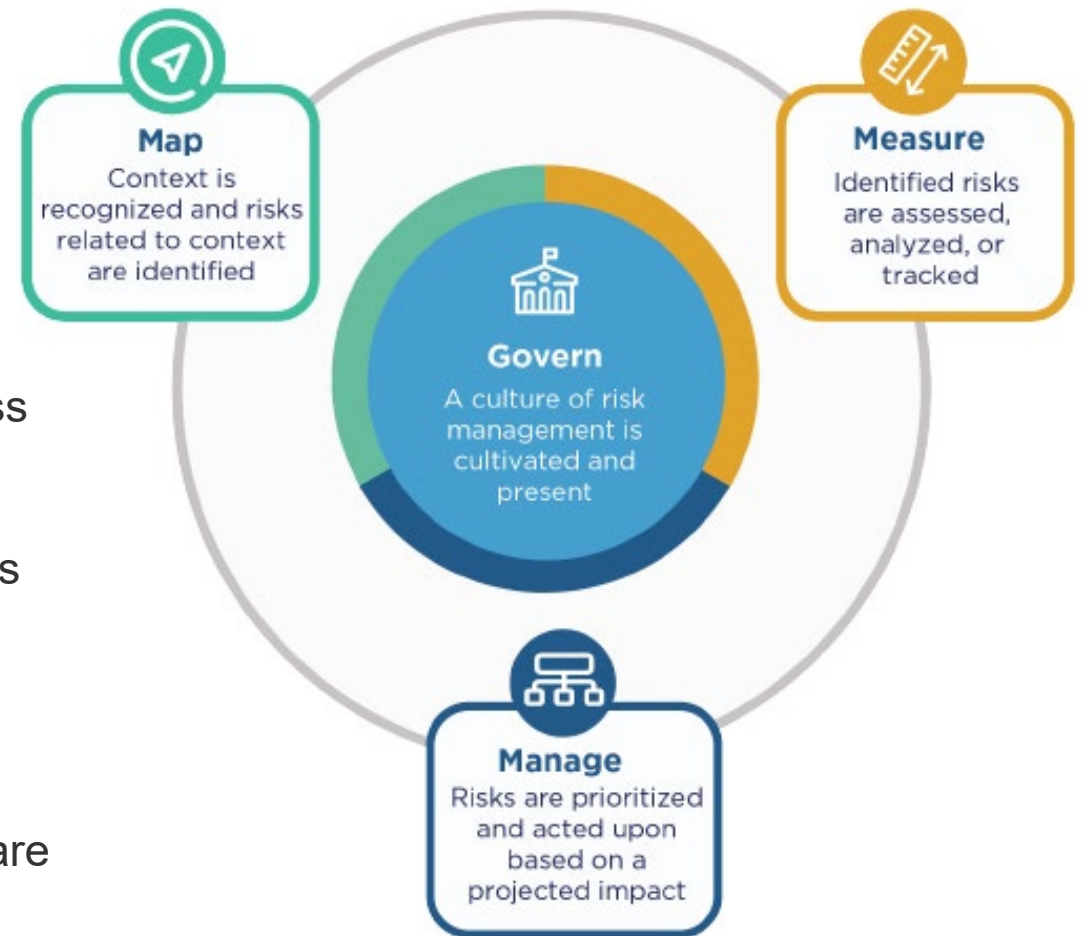 Map
Context is
recognized and risks
related to context
are identified
Measure
Identified risks
are assessed,
analyzed, or
tracked
Govern
A culture of risk
management is
cultivated and
present
ss
s
are
Manage
Risks are prioritized
and acted upon
based on a
projected impact